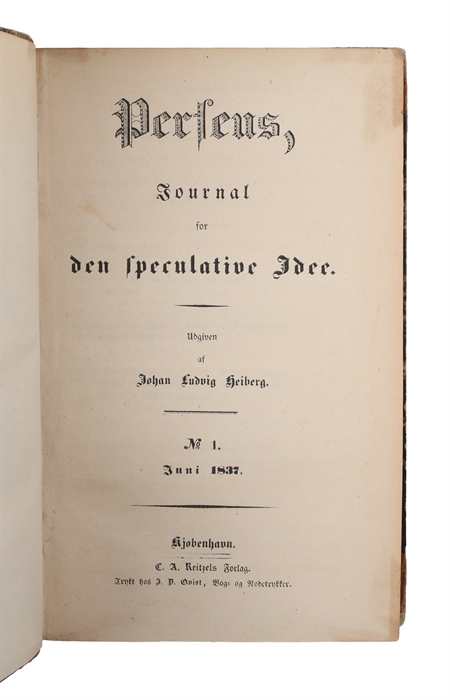 Perseus,
Journal
for
den speculative Idee.
Udgiven
af
Johan Ludvig Heiberg.
№ 1.
Juni 1837.
Kjøbenhavn.
C. A. Reitzels Forlag.
Trykt hos J. D. Qvist, Bog- og Nodetrykker.